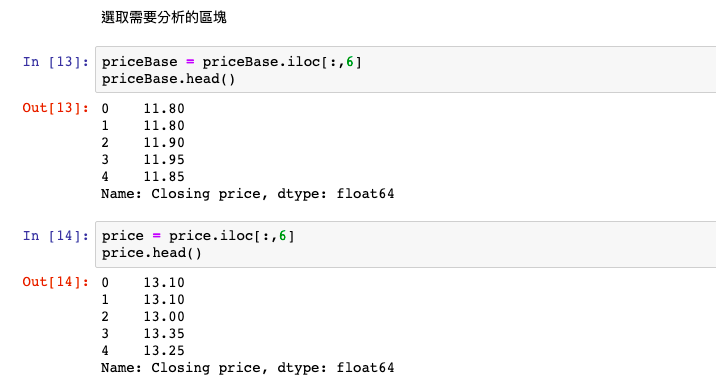 選取需要分析的區塊
In [13]: priceBase = priceBase.iloc[:,6]
priceBase.head()
Out[13]: 0    11.80
1    11.80
2    11.90
3    11.95
4    11.85
Name: Closing price, dtype: float64
In [14]: price = price.iloc[:,6]
price.head()
Out[14]: 0    13.10
1    13.10
2    13.00
3    13.35
4    13.25
Name: Closing price, dtype: float64